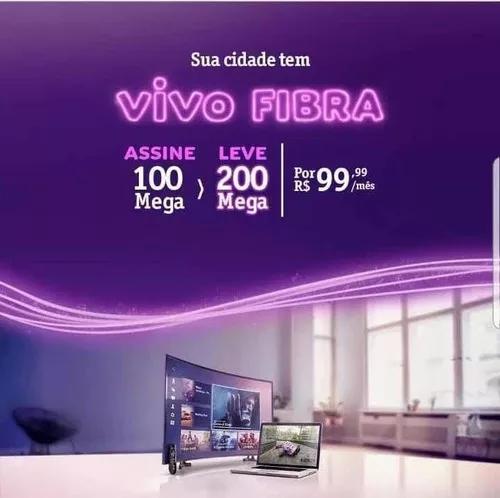 Sua cidade tem
vivo FIBRA
ASSINE LEVE
100 Mega > 200 Mega
Por R$ 99,99 /mês